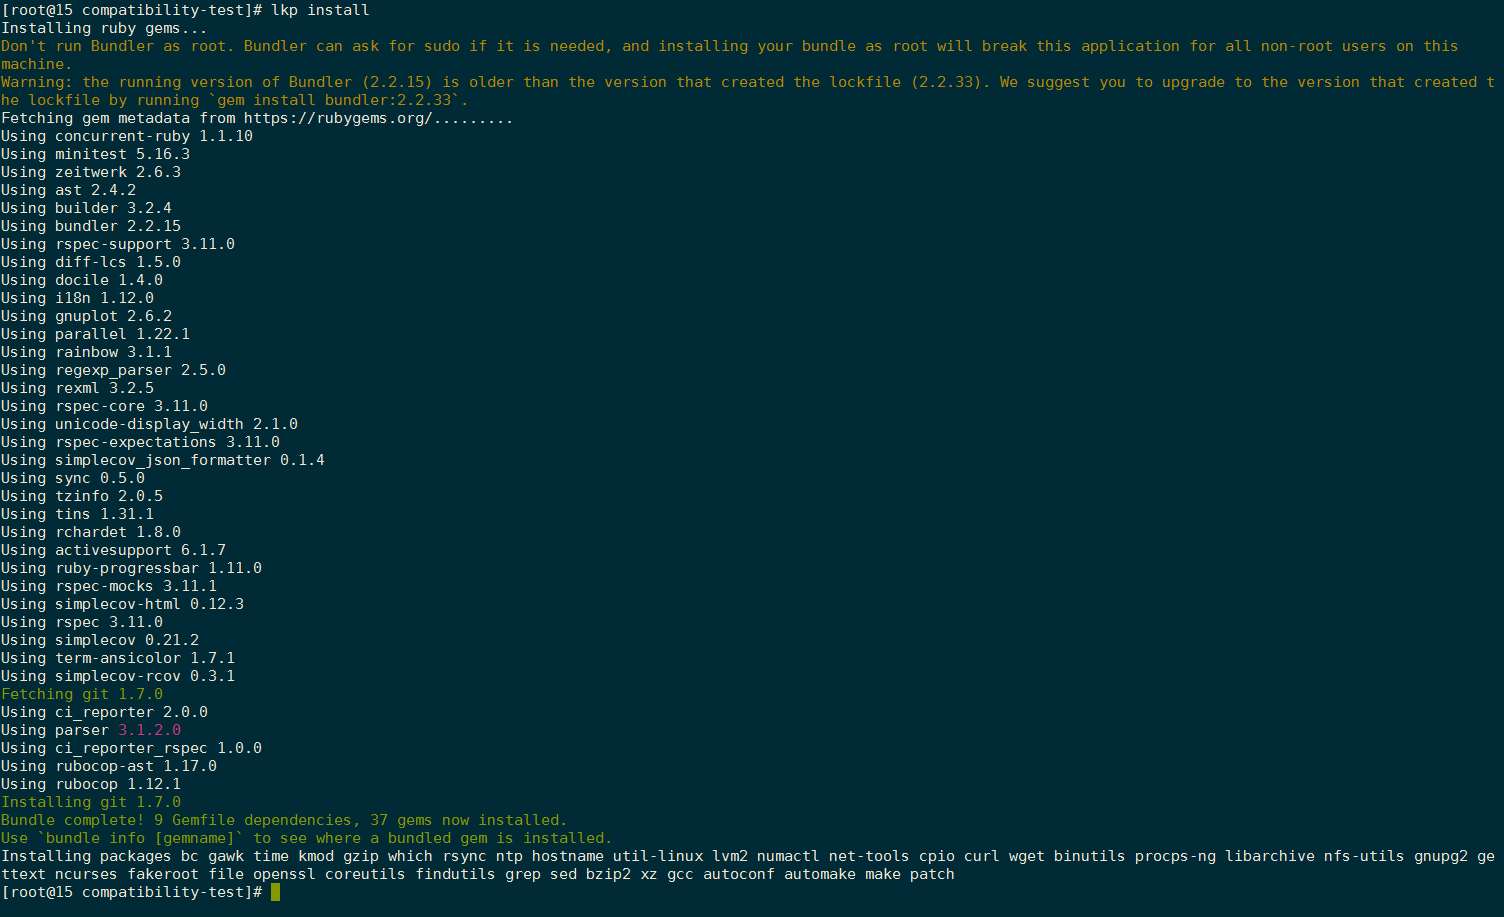 [root@15 compatibility-test]# lkp install
Installing ruby gems...
Don't run Bundler as root. Bundler can ask for sudo if it is needed, and installing your bundle as root will break this application for all non-root users on this
machine.
Warning: the running version of Bundler (2.2.15) is older than the version that created the lockfile (2.2.33). We suggest you to upgrade to the version that created t
he lockfile by running `gem install bundler:2.2.33`.
Fetching gem metadata from https://rubygems.org/.........
Using concurrent-ruby 1.1.10
Using minitest 5.16.3
Using zeitwerk 2.6.3
Using ast 2.4.2
Using builder 3.2.4
Using bundler 2.2.15
Using rspec-support 3.11.0
Using diff-lcs 1.5.0
Using docile 1.4.0
Using i18n 1.12.0
Using gnuplot 2.6.2
Using parallel 1.22.1
Using rainbow 3.1.1
Using regexp_parser 2.5.0
Using rexml 3.2.5
Using rspec-core 3.11.0
Using unicode-display_width 2.1.0
Using rspec-expectations 3.11.0
Using simplecov_json_formatter 0.1.4
Using sync 0.5.0
Using tzinfo 2.0.5
Using tins 1.31.1
Using rchardet 1.8.0
Using activesupport 6.1.7
Using ruby-progressbar 1.11.0
Using rspec-mocks 3.11.1
Using simplecov-html 0.12.3
Using rspec 3.11.0
Using simplecov 0.21.2
Using term-ansicolor 1.7.1
Using simplecov-rcov 0.3.1
Fetching git 1.7.0
Using ci_reporter 2.0.0
Using parser 3.1.2.0
Using ci_reporter_rspec 1.0.0
Using rubocop-ast 1.17.0
Using rubocop 1.12.1
Installing git 1.7.0
Bundle complete! 9 Gemfile dependencies, 37 gems now installed.
Use `bundle info [gemname]` to see where a bundled gem is installed.
Installing packages bc gawk time kmod gzip which rsync ntp hostname util-linux lvm2 numactl net-tools cpio curl wget binutils procps-ng libarchive nfs-utils gnupg2 ge
ttext ncurses fakeroot file openssl coreutils findutils grep sed bzip2 xz gcc autoconf automake make patch
[root@15 compatibility-test]#